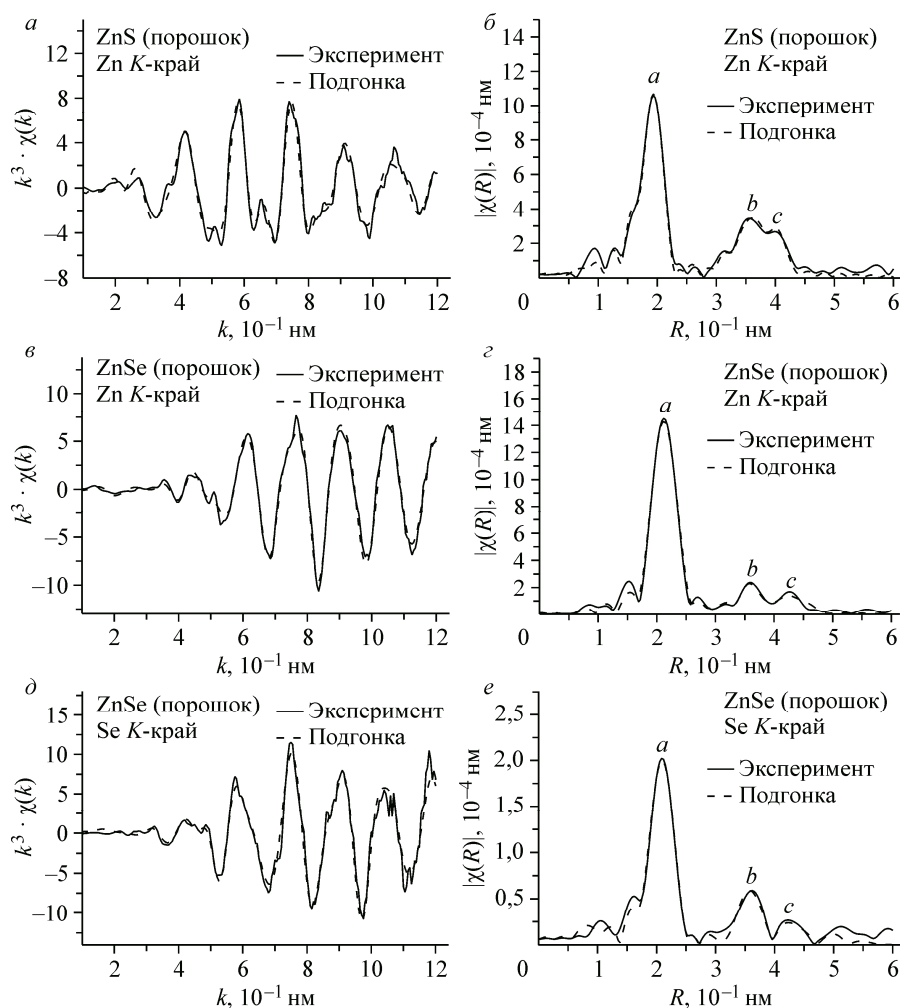 а
ZnS (порошок)
Zn K-край
Эксперимент
Подгонка
12
8
4
0
–4
–8
k³ · χ(k)
2 4 6 8 10 12
k, 10⁻¹ нм
б
ZnS (порошок)
Zn K-край
Эксперимент
Подгонка
a
b
c
14
12
10
8
6
4
2
|χ(R)|, 10⁻⁴ нм
0 1 2 3 4 5 6
R, 10⁻¹ нм
в
ZnSe (порошок)
Zn K-край
Эксперимент
Подгонка
10
5
0
–5
–10
k³ · χ(k)
2 4 6 8 10 12
k, 10⁻¹ нм
г
ZnSe (порошок)
Zn K-край
Эксперимент
Подгонка
a
b
c
18
16
14
12
10
8
6
4
2
|χ(R)|, 10⁻⁴ нм
0 1 2 3 4 5 6
R, 10⁻¹ нм
д
ZnSe (порошок)
Se K-край
Эксперимент
Подгонка
15
10
5
0
–5
–10
k³ · χ(k)
2 4 6 8 10 12
k, 10⁻¹ нм
е
ZnSe (порошок)
Se K-край
Эксперимент
Подгонка
a
b
c
2,5
2,0
1,5
1,0
0,5
|χ(R)|, 10⁻⁴ нм
0 1 2 3 4 5 6
R, 10⁻¹ нм